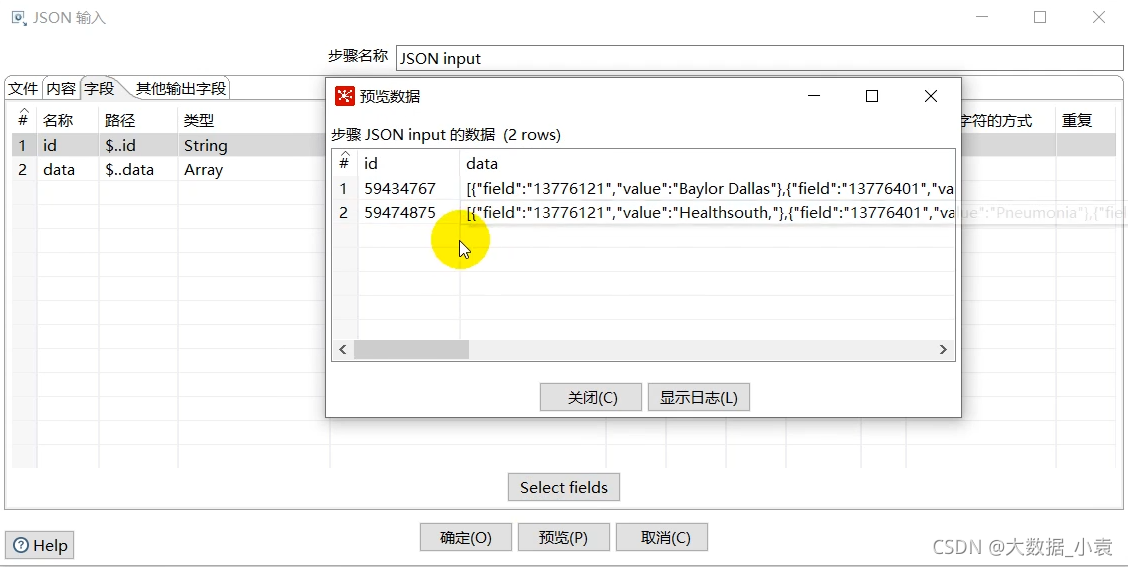 JSON 输入
步骤名称 JSON input
文件 内容 字段 其他输出字段
# 名称 路径 类型 字符的方式 重复
1 id $..id String
2 data $..data Array
预览数据
步骤 JSON input 的数据 (2 rows)
# id data
1 59434767 [{"field":"13776121","value":"Baylor Dallas"},{"field":"13776401","va
2 59474875 [{"field":"13776121","value":"Healthsouth,"},{"field":"13776401","value":"Pneumonia"},{"fiel
关闭(C) 显示日志(L)
Select fields
Help 确定(O) 预览(P) 取消(C)
CSDN @大数据_小袁